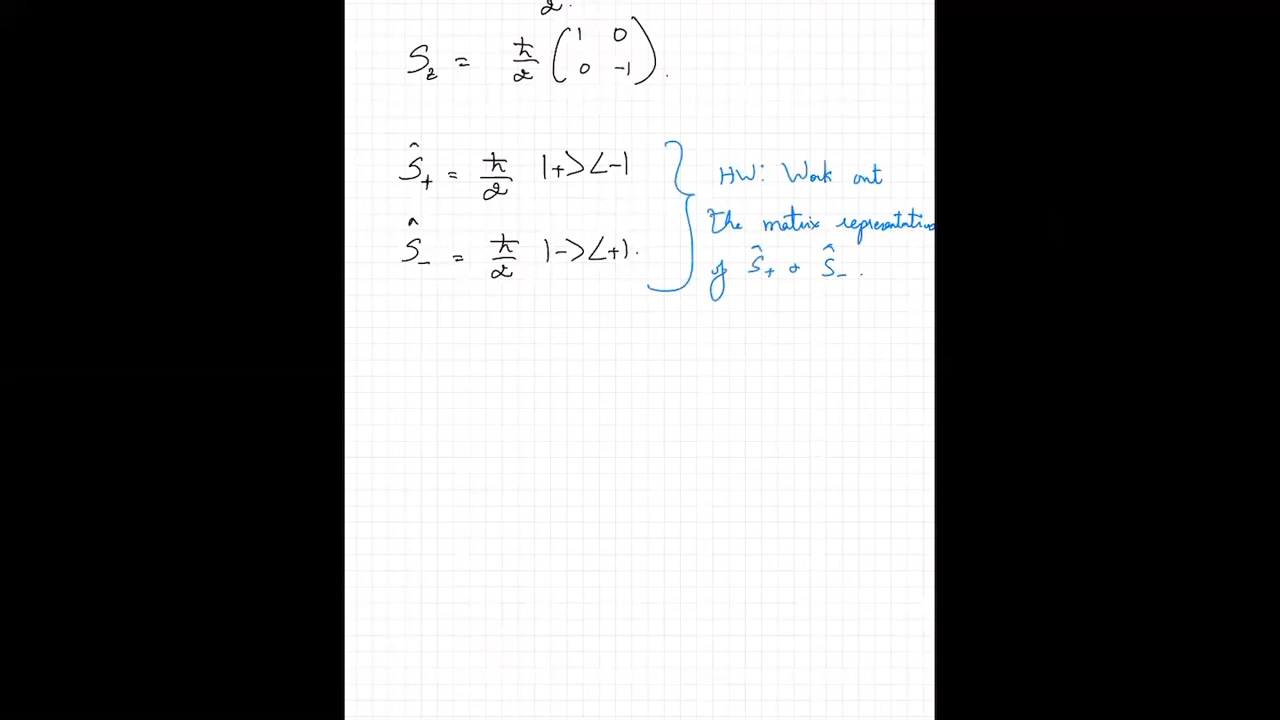 2.
S_z = ħ/2 (1 0
0 -1).
Ŝ_+ = ħ/2 |+><-|
Ŝ_- = ħ/2 |-><+|.
HW: Work out
the matrix representation
of Ŝ_+ & Ŝ_-.